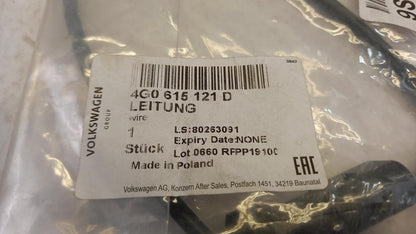 VOLKSWAGEN
GROUP
4G0 615 121 D
LEITUNG
wire
1 LS:80263091
Expiry Date:NONE
Stück Lot 0660 RFPP19100
Made in Poland
EAC
Volkswagen AG, Konzern After Sales, Postfach 1451, 34219 Baunatal